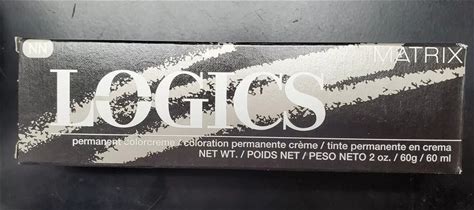 NN
MATRIX
LOGICS
permanent colorcreme / coloration permanente crème / tinte permanente en crema
NET WT. / POIDS NET / PESO NETO 2 oz. / 60g / 60 ml